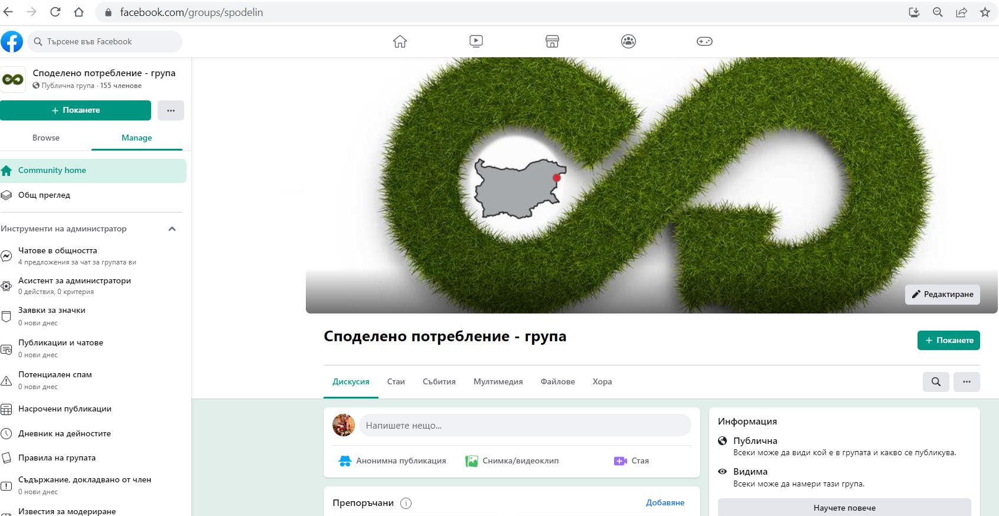 facebook.com/groups/spodelin
Търсене във Facebook
Споделено потребление - група
Публична група · 155 членове
+ Поканете
Browse
Manage
Community home
Общ преглед
Инструменти на администратор
Чатове в общността
4 предложения за чат за групата ви
Асистент за администратори
0 действия, 0 критерия
Заявки за значки
0 нови днес
Публикации и чатове
0 нови днес
Потенциален спам
0 нови днес
Насрочени публикации
Дневник на дейностите
Правила на групата
Съдържание, докладвано от член
0 нови днес
Известия за модериране
Редактиране
Споделено потребление - група
+ Поканете
Дискусия
Стаи
Събития
Мултимедия
Файлове
Хора
Напишете нещо...
Анонимна публикация
Снимка/видеоклип
Стая
Препоръчани
Добавяне
Информация
Публична
Всеки може да види кой е в групата и какво се публикува.
Видима
Всеки може да намери тази група.
Научете повече